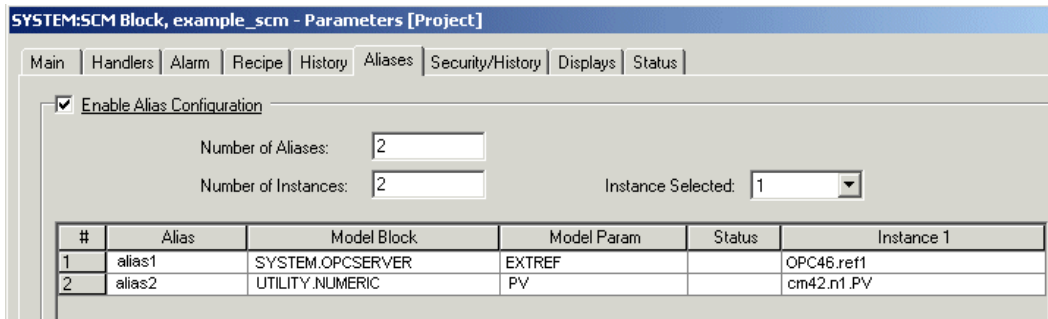 SYSTEM:SCM Block, example_scm - Parameters [Project]
Main Handlers Alarm Recipe History Aliases Security/History Displays Status
Enable Alias Configuration
Number of Aliases: 2
Number of Instances: 2 Instance Selected: 1
# Alias Model Block Model Param Status Instance 1
1 alias1 SYSTEM.OPCSERVER EXTREF OPC46.ref1
2 alias2 UTILITY.NUMERIC PV cm42.n1.PV